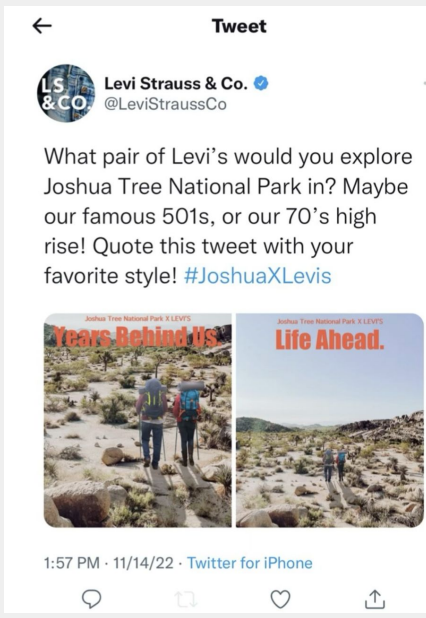 Tweet
LS
&CO.
Levi Strauss & Co.
@LeviStraussCo
What pair of Levi's would you explore
Joshua Tree National Park in? Maybe
our famous 501s, or our 70's high
rise! Quote this tweet with your
favorite style! #JoshuaXLevis
Joshua Tree National Park X LEVI'S
Years Behind Us.
Joshua Tree National Park X LEVI'S
Life Ahead.
1:57 PM · 11/14/22 · Twitter for iPhone